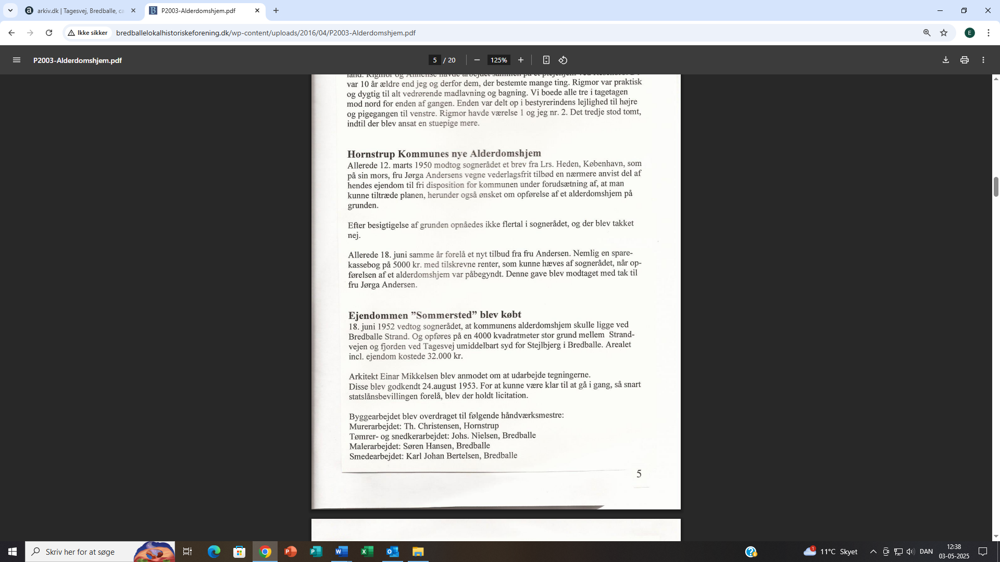 arkiv.dk | Tagesvej, Bredballe, ca
P2003-Alderdomshjem.pdf
Ikke sikker
bredballelokalhistoriskeforening.dk/wp-content/uploads/2016/04/P2003-Alderdomshjem.pdf
E
P2003-Alderdomshjem.pdf
5 / 20
125%
land. Rigmor og Annelise havde arbejdet sammen på et plejehjem ved
var 10 år ældre end jeg og derfor dem, der bestemte mange ting. Rigmor var praktisk
og dygtig til alt vedrørende madlavning og bagning. Vi boede alle tre i tagetagen
mod nord for enden af gangen. Enden var delt op i bestyrerindens lejlighed til højre
og pigegangen til venstre. Rigmor havde værelse 1 og jeg nr. 2. Det tredje stod tomt,
indtil der blev ansat en stuepige mere.
Hornstrup Kommunes nye Alderdomshjem
Allerede 12. marts 1950 modtog sognerådet et brev fra Lrs. Heden, København, som
på sin mors, fru Jørga Andersens vegne vederlagsfrit tilbød en nærmere anvist del af
hendes ejendom til fri disposition for kommunen under forudsætning af, at man
kunne tiltræde planen, herunder også ønsket om opførelse af et alderdomshjem på
grunden.
Efter besigtigelse af grunden opnåedes ikke flertal i sognerådet, og der blev takket
nej.
Allerede 18. juni samme år forelå et nyt tilbud fra fru Andersen. Nemlig en spare-
kassebog på 5000 kr. med tilskrevne renter, som kunne hæves af sognerådet, når op-
førelsen af et alderdomshjem var påbegyndt. Denne gave blev modtaget med tak til
fru Jørga Andersen.
Ejendommen ”Sommersted” blev købt
18. juni 1952 vedtog sognerådet, at kommunens alderdomshjem skulle ligge ved
Bredballe Strand. Og opføres på en 4000 kvadratmeter stor grund mellem Strand-
vejen og fjorden ved Tagesvej umiddelbart syd for Stejlbjerg i Bredballe. Arealet
incl. ejendom kostede 32.000 kr.
Arkitekt Einar Mikkelsen blev anmodet om at udarbejde tegningerne.
Disse blev godkendt 24.august 1953. For at kunne være klar til at gå i gang, så snart
statslånsbevillingen forelå, blev der holdt licitation.
Byggearbejdet blev overdraget til følgende håndværksmestre:
Murerarbejdet: Th. Christensen, Hornstrup
Tømrer- og snedkerarbejdet: Johs. Nielsen, Bredballe
Malerarbejdet: Søren Hansen, Bredballe
Smedearbejdet: Karl Johan Bertelsen, Bredballe
5
Skriv her for at søge
1
11°C Skyet
DAN
12:38
03-05-2025